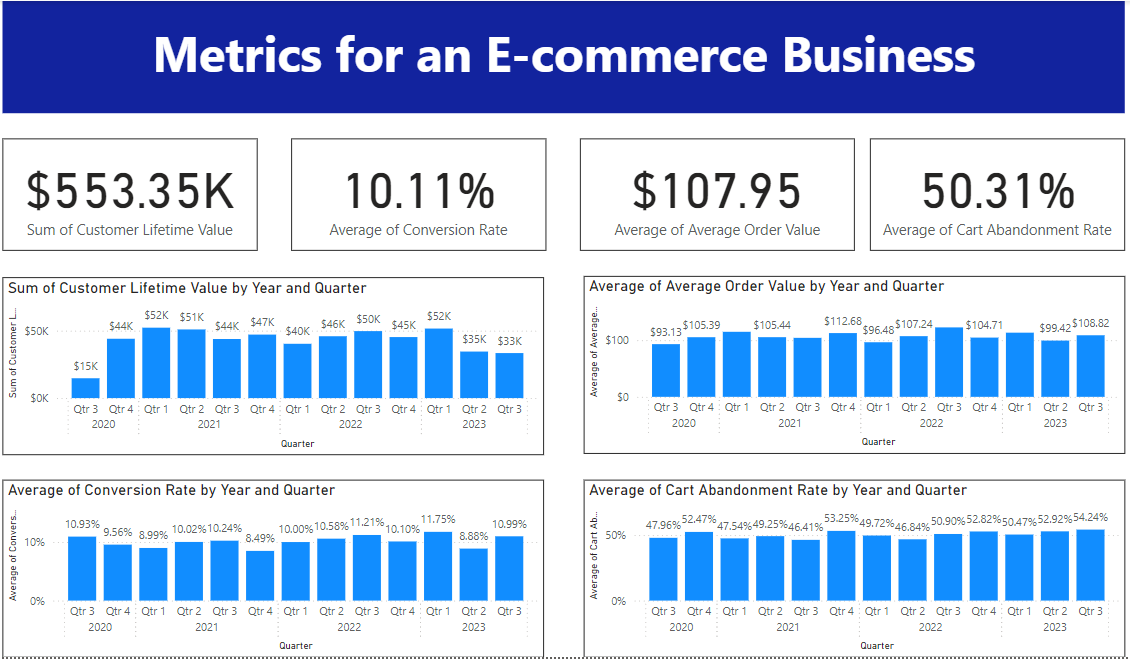 Metrics for an E-commerce Business
$553.35K
Sum of Customer Lifetime Value
10.11%
Average of Conversion Rate
$107.95
Average of Average Order Value
50.31%
Average of Cart Abandonment Rate
Sum of Customer Lifetime Value by Year and Quarter
Sum of Customer L...
$50K
$0K
$15K $44K $52K $51K $44K $47K $40K $46K $50K $45K $52K $35K $33K
Qtr 3 Qtr 4 Qtr 1 Qtr 2 Qtr 3 Qtr 4 Qtr 1 Qtr 2 Qtr 3 Qtr 4 Qtr 1 Qtr 2 Qtr 3
2020 2021 2022 2023
Quarter
Average of Average Order Value by Year and Quarter
Average of Average...
$100
$0
$93.13 $105.39 $105.44 $112.68 $96.48 $107.24 $104.71 $99.42 $108.82
Qtr 3 Qtr 4 Qtr 1 Qtr 2 Qtr 3 Qtr 4 Qtr 1 Qtr 2 Qtr 3 Qtr 4 Qtr 1 Qtr 2 Qtr 3
2020 2021 2022 2023
Quarter
Average of Conversion Rate by Year and Quarter
Average of Convers...
10%
0%
10.93% 9.56% 8.99% 10.02% 10.24% 8.49% 10.00% 10.58% 11.21% 10.10% 11.75% 8.88% 10.99%
Qtr 3 Qtr 4 Qtr 1 Qtr 2 Qtr 3 Qtr 4 Qtr 1 Qtr 2 Qtr 3 Qtr 4 Qtr 1 Qtr 2 Qtr 3
2020 2021 2022 2023
Quarter
Average of Cart Abandonment Rate by Year and Quarter
Average of Cart Ab...
50%
0%
47.96% 52.47% 47.54% 49.25% 46.41% 53.25% 49.72% 46.84% 50.90% 52.82% 50.47% 52.92% 54.24%
Qtr 3 Qtr 4 Qtr 1 Qtr 2 Qtr 3 Qtr 4 Qtr 1 Qtr 2 Qtr 3 Qtr 4 Qtr 1 Qtr 2 Qtr 3
2020 2021 2022 2023
Quarter